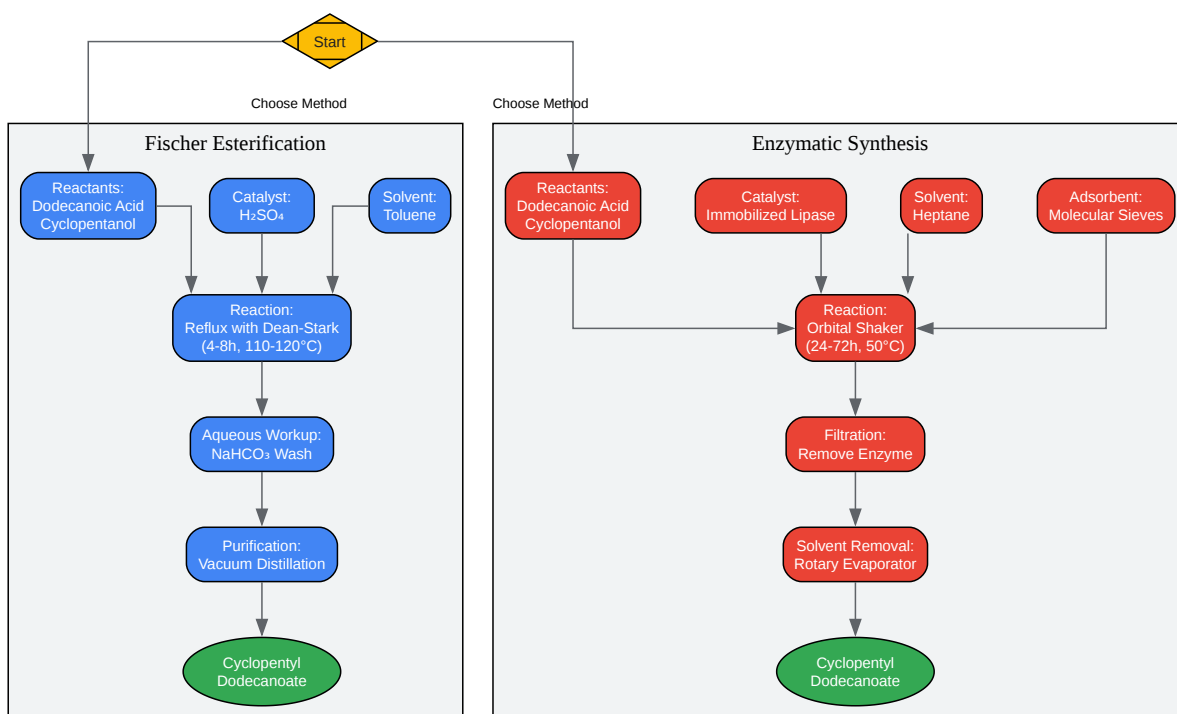 Start
Choose Method
Choose Method
Fischer Esterification
Reactants:
Dodecanoic Acid
Cyclopentanol
Catalyst:
H₂SO₄
Solvent:
Toluene
Reaction:
Reflux with Dean-Stark
(4-8h, 110-120°C)
Aqueous Workup:
NaHCO₃ Wash
Purification:
Vacuum Distillation
Cyclopentyl
Dodecanoate
Enzymatic Synthesis
Reactants:
Dodecanoic Acid
Cyclopentanol
Catalyst:
Immobilized Lipase
Solvent:
Heptane
Adsorbent:
Molecular Sieves
Reaction:
Orbital Shaker
(24-72h, 50°C)
Filtration:
Remove Enzyme
Solvent Removal:
Rotary Evaporator
Cyclopentyl
Dodecanoate